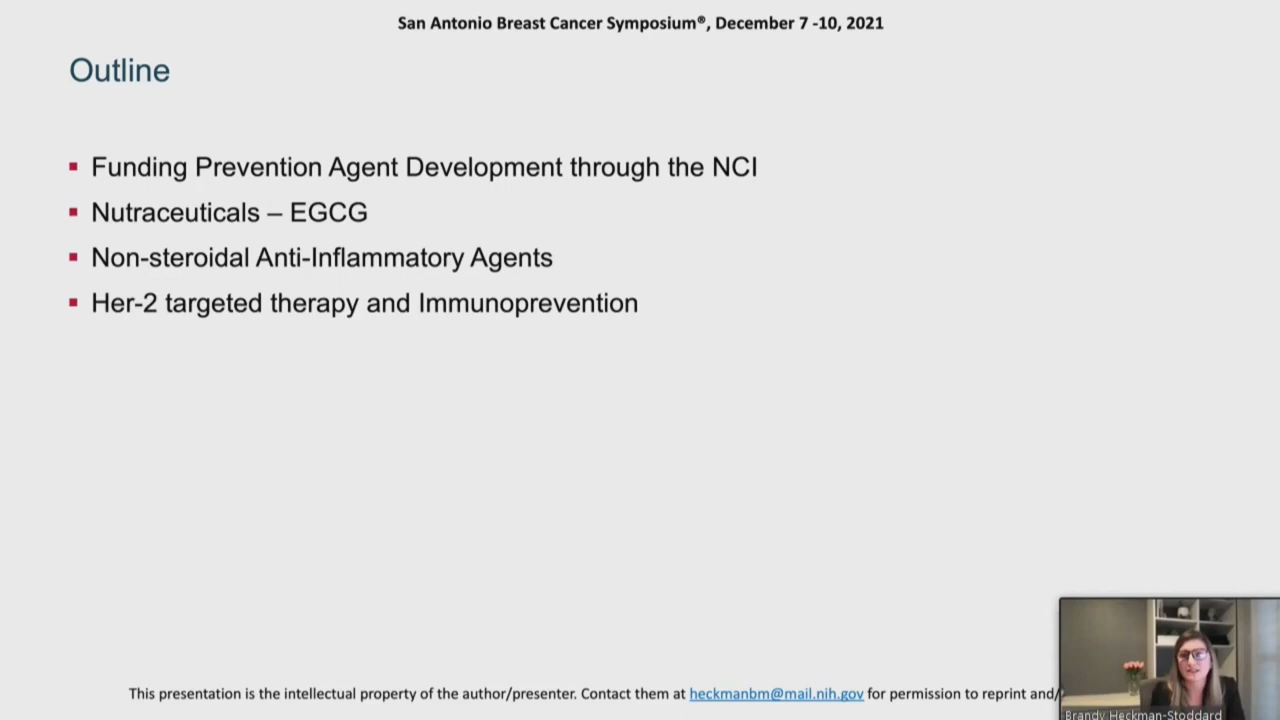 San Antonio Breast Cancer Symposium®, December 7 -10, 2021
Outline
Funding Prevention Agent Development through the NCI
Nutraceuticals – EGCG
Non-steroidal Anti-Inflammatory Agents
Her-2 targeted therapy and Immunoprevention
This presentation is the intellectual property of the author/presenter. Contact them at heckmanbm@mail.nih.gov for permission to reprint and/
Brandy Heckman-Stoddard